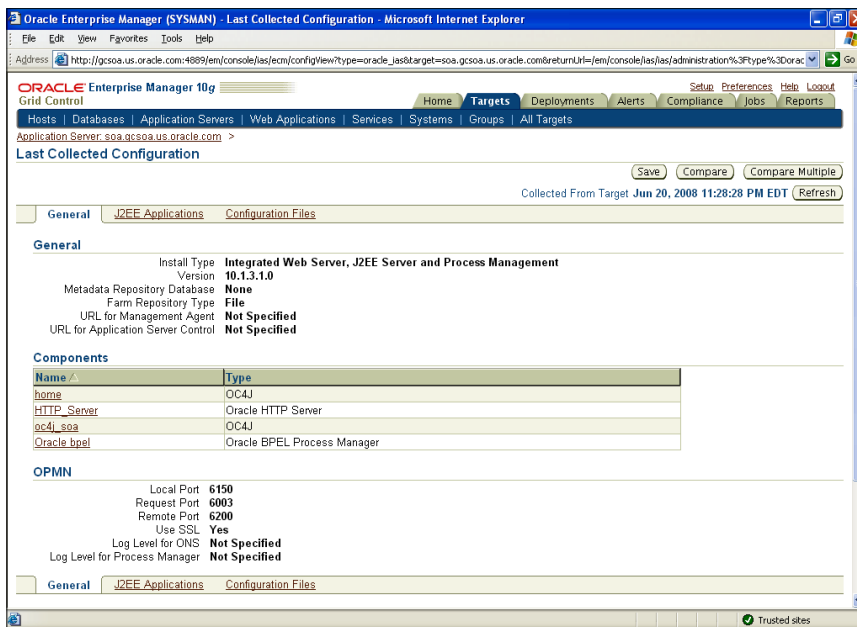 Oracle Enterprise Manager (SYSMAN) - Last Collected Configuration - Microsoft Internet Explorer
File Edit View Favorites Tools Help
Address http://gcsoa.us.oracle.com:4889/em/console/ias/ecm/configView?type=oracle_ias&target=soa.gcsoa.us.oracle.com&returnUrl=/em/console/ias/ias/administration%3Ftype%3Dorac Go
ORACLE Enterprise Manager 10g
Grid Control
Setup Preferences Help Logout
Home Targets Deployments Alerts Compliance Jobs Reports
Hosts | Databases | Application Servers | Web Applications | Services | Systems | Groups | All Targets
Application Server: soa.gcsoa.us.oracle.com >
Last Collected Configuration
Save Compare Compare Multiple
Collected From Target Jun 20, 2008 11:28:28 PM EDT Refresh
General J2EE Applications Configuration Files
General
Install Type Integrated Web Server, J2EE Server and Process Management
Version 10.1.3.1.0
Metadata Repository Database None
Farm Repository Type File
URL for Management Agent Not Specified
URL for Application Server Control Not Specified
Components
Name Type
home OC4J
HTTP_Server Oracle HTTP Server
oc4j_soa OC4J
Oracle bpel Oracle BPEL Process Manager
OPMN
Local Port 6150
Request Port 6003
Remote Port 6200
Use SSL Yes
Log Level for ONS Not Specified
Log Level for Process Manager Not Specified
General J2EE Applications Configuration Files
Trusted sites